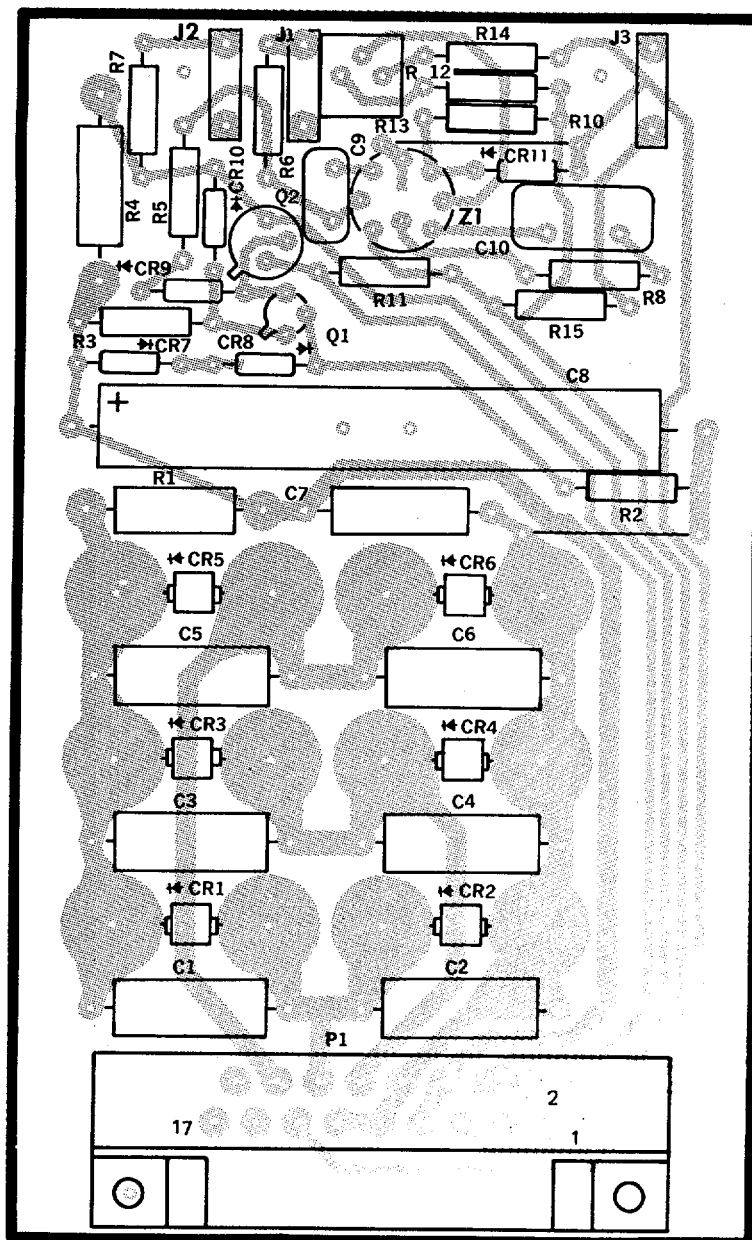 J2 J1 R14 J3
R7 R 12
R13 R10
C9 CR11
R6
CR10
R4 R5 Q2 Z1
C10
CR9
R11 R8
R15
R3 CR7 CR8 Q1
C8
+
R1 C7
R2
CR5 CR6
C5 C6
CR3 CR4
C3 C4
CR1 CR2
C1 C2
P1
2
17 1